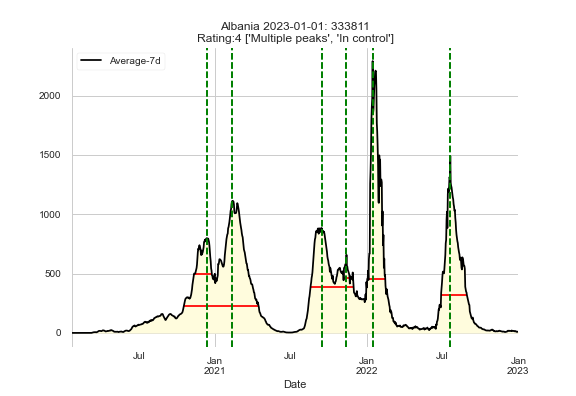 Albania 2023-01-01: 333811
Rating:4 ['Multiple peaks', 'In control']
Average-7d
2000
1500
1000
500
0
Jul
Jan
2021
Jul
Jan
2022
Jul
Jan
2023
Date